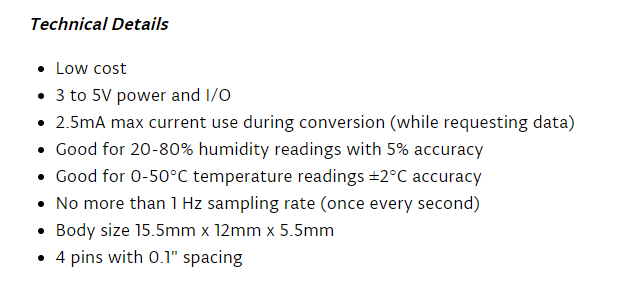 Technical Details
• Low cost
• 3 to 5V power and I/O
• 2.5mA max current use during conversion (while requesting data)
• Good for 20-80% humidity readings with 5% accuracy
• Good for 0-50°C temperature readings ±2°C accuracy
• No more than 1 Hz sampling rate (once every second)
• Body size 15.5mm x 12mm x 5.5mm
• 4 pins with 0.1" spacing